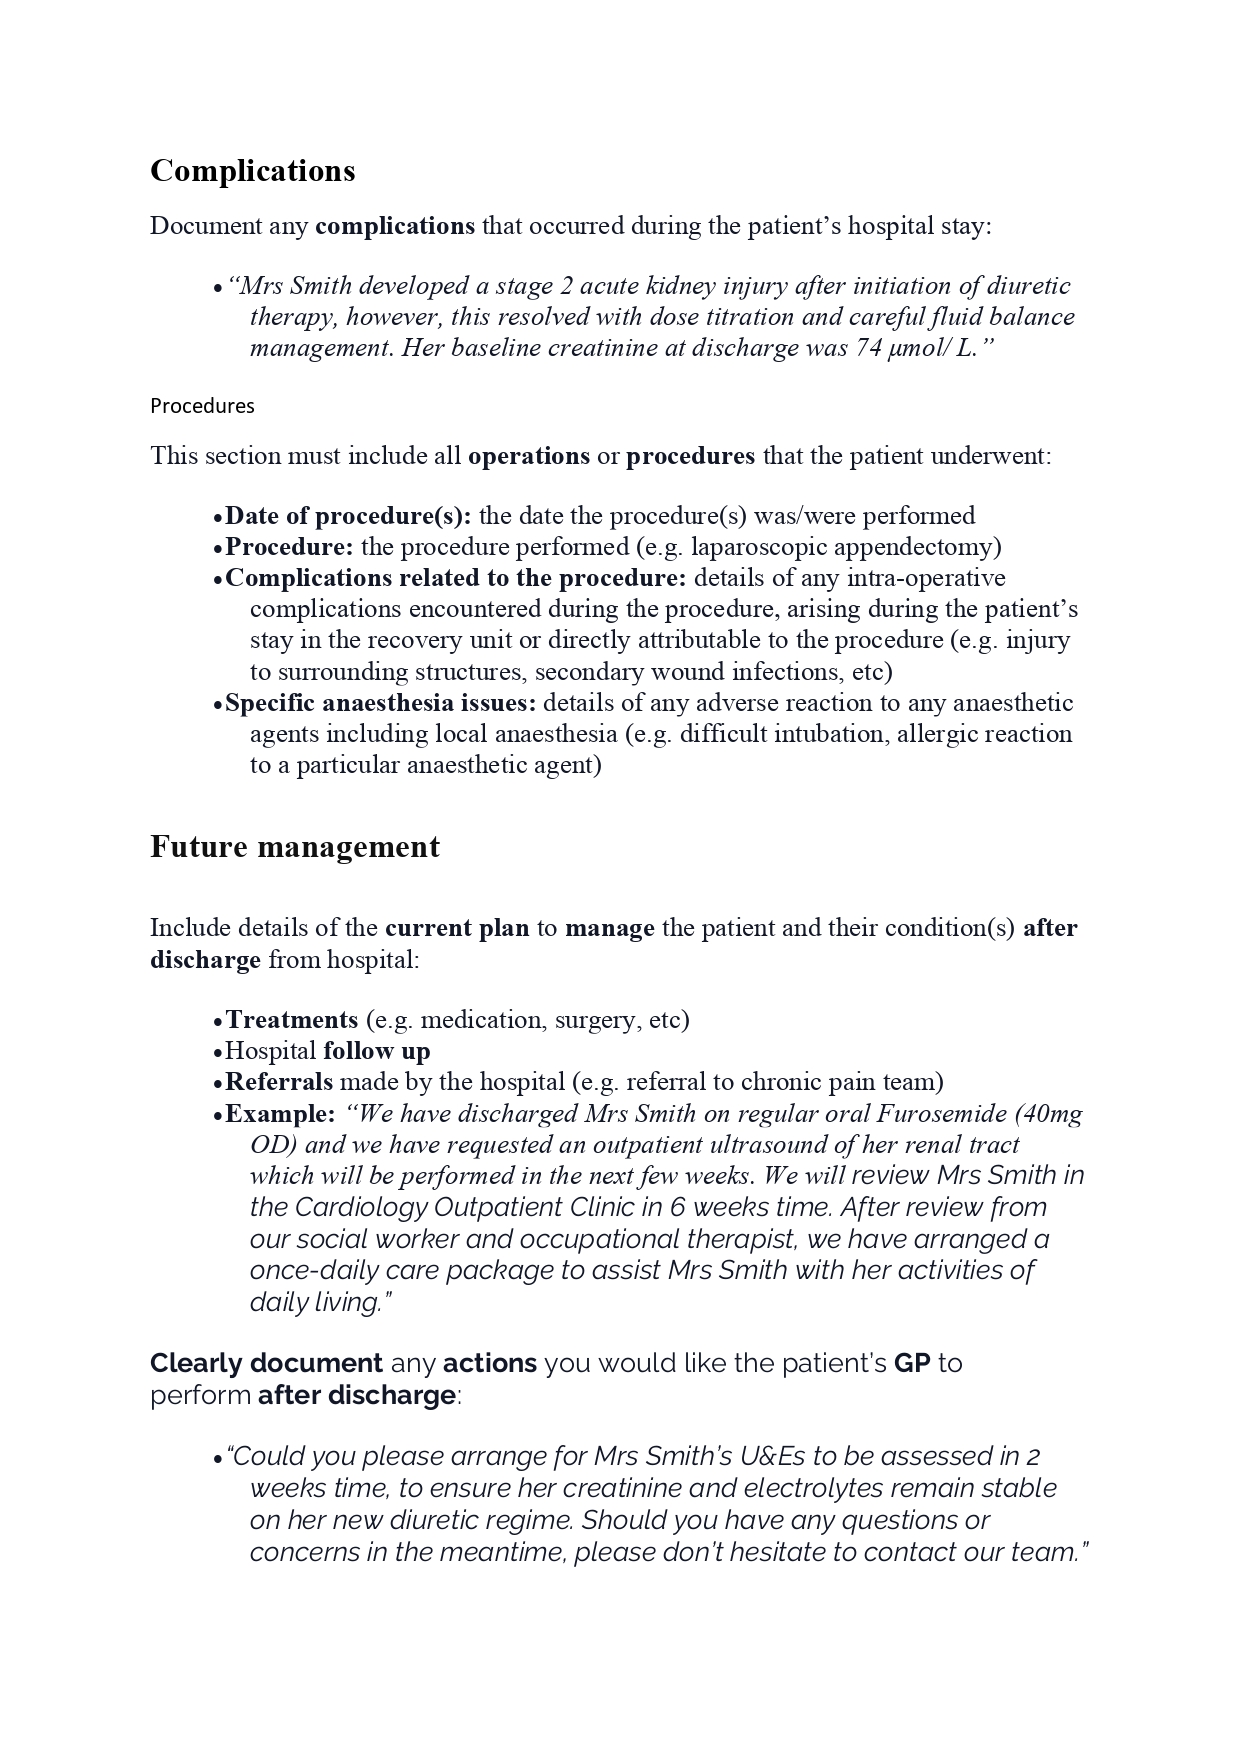 Complications
Document any complications that occurred during the patient’s hospital stay:
•“Mrs Smith developed a stage 2 acute kidney injury after initiation of diuretic
therapy, however, this resolved with dose titration and careful fluid balance
management. Her baseline creatinine at discharge was 74 μmol/ L.”
Procedures
This section must include all operations or procedures that the patient underwent:
•Date of procedure(s): the date the procedure(s) was/were performed
•Procedure: the procedure performed (e.g. laparoscopic appendectomy)
•Complications related to the procedure: details of any intra-operative
complications encountered during the procedure, arising during the patient’s
stay in the recovery unit or directly attributable to the procedure (e.g. injury
to surrounding structures, secondary wound infections, etc)
•Specific anaesthesia issues: details of any adverse reaction to any anaesthetic
agents including local anaesthesia (e.g. difficult intubation, allergic reaction
to a particular anaesthetic agent)
Future management
Include details of the current plan to manage the patient and their condition(s) after
discharge from hospital:
•Treatments (e.g. medication, surgery, etc)
•Hospital follow up
•Referrals made by the hospital (e.g. referral to chronic pain team)
•Example: “We have discharged Mrs Smith on regular oral Furosemide (40mg
OD) and we have requested an outpatient ultrasound of her renal tract
which will be performed in the next few weeks. We will review Mrs Smith in
the Cardiology Outpatient Clinic in 6 weeks time. After review from
our social worker and occupational therapist, we have arranged a
once-daily care package to assist Mrs Smith with her activities of
daily living.”
Clearly document any actions you would like the patient’s GP to
perform after discharge:
•“Could you please arrange for Mrs Smith’s U&Es to be assessed in 2
weeks time, to ensure her creatinine and electrolytes remain stable
on her new diuretic regime. Should you have any questions or
concerns in the meantime, please don’t hesitate to contact our team.”